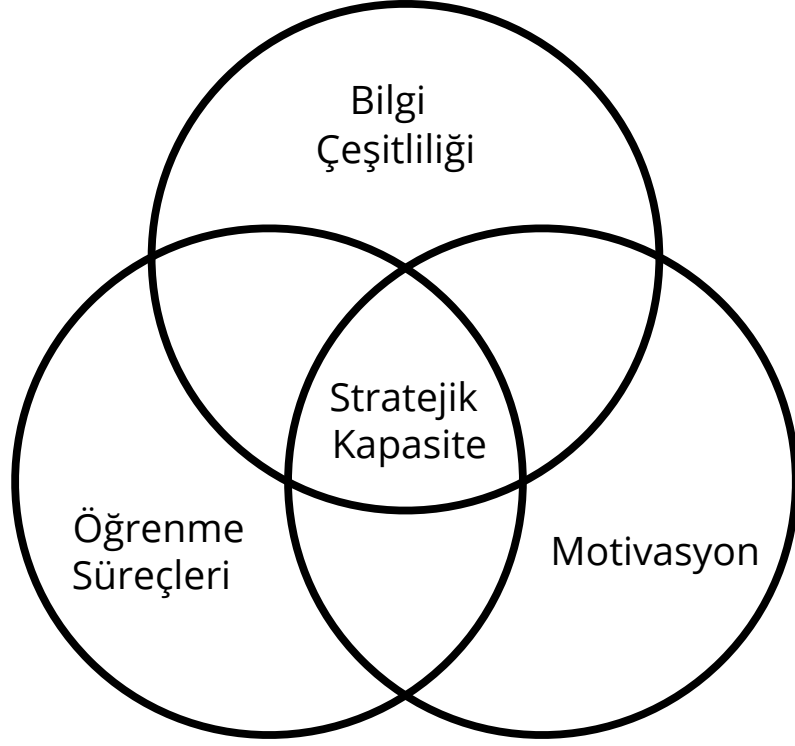 Bilgi
Çeşitliliği
Stratejik
Kapasite
Öğrenme
Süreçleri
Motivasyon